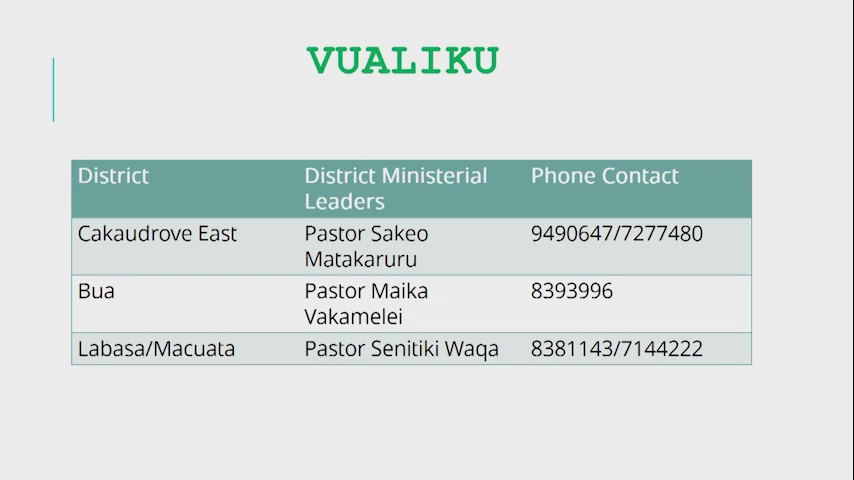 VUALIKU
District District Ministerial Leaders Phone Contact
Cakaudrove East Pastor Sakeo Matakaruru 9490647/7277480
Bua Pastor Maika Vakamelei 8393996
Labasa/Macuata Pastor Senitiki Waqa 8381143/7144222